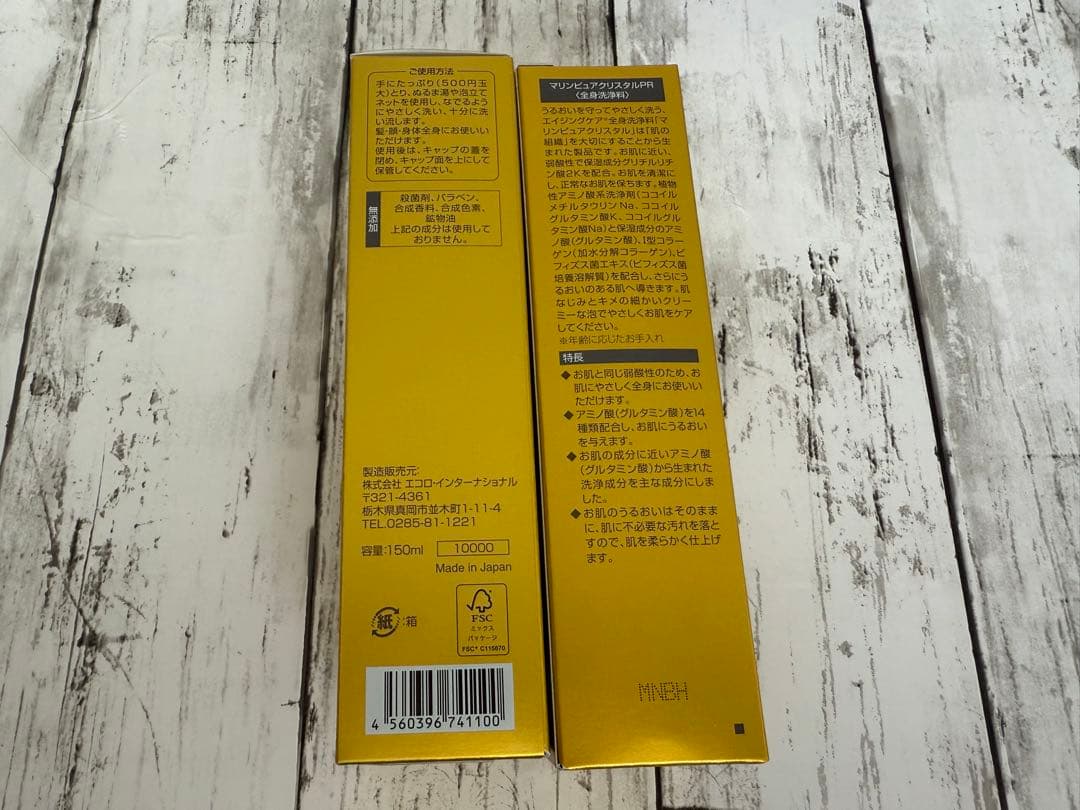 ご使用方法
手にたっぷり(500円玉
大)とり、ぬるま湯や泡立て
ネットを使用し、なでるよう
にやさしく洗い、十分に洗
い流します。
髪・顔・身体全身にお使いい
ただけます。
使用後は、キャップの蓋を
閉め、キャップ面を上にして
保管してください。
無添加
殺菌剤、パラベン、
合成香料、合成色素、
鉱物油
上記の成分は使用して
おりません。
製造販売元:
株式会社 エコロ・インターナショナル
〒321-4361
栃木県真岡市並木町1-11-4
TEL.0285-81-1221
容量:150ml 10000
Made in Japan
紙:箱
FSC
ミックス
パッケージ
FSC® C115870
4 560396 741100
マリンピュアクリスタルPR
〈全身洗浄料〉
うるおいを守ってやさしく洗う、
エイジングケア※全身洗浄料「マ
リンピュアクリスタル」は「肌の
組織」を大切にすることから生
まれた製品です。お肌に近い、
弱酸性で保湿成分グリチルリチ
ン酸2Kを配合。お肌を清潔に
し、正常なお肌を保ちます。植物
性アミノ酸系洗浄剤(ココイル
メチルタウリンNa、ココイル
グルタミン酸K、ココイルグル
タミン酸Na)と保湿成分のアミ
ノ酸(グルタミン酸)、I型コラー
ゲン(加水分解コラーゲン)、ビ
フィズス菌エキス(ビフィズス菌
培養溶解質)を配合し、さらにう
るおいのある肌へ導きます。肌
なじみとキメの細かいクリー
ミーな泡でやさしくお肌をケア
してください。
※年齢に応じたお手入れ
特長
◆お肌と同じ弱酸性のため、お
肌にやさしく全身にお使いい
ただけます。
◆アミノ酸(グルタミン酸)を14
種類配合し、お肌にうるおい
を与えます。
◆お肌の成分に近いアミノ酸
(グルタミン酸)から生まれた
洗浄成分を主な成分にしま
した。
◆お肌のうるおいはそのまま
に、肌に不必要な汚れを落と
すので、肌を柔らかく仕上げ
ます。
MNBH